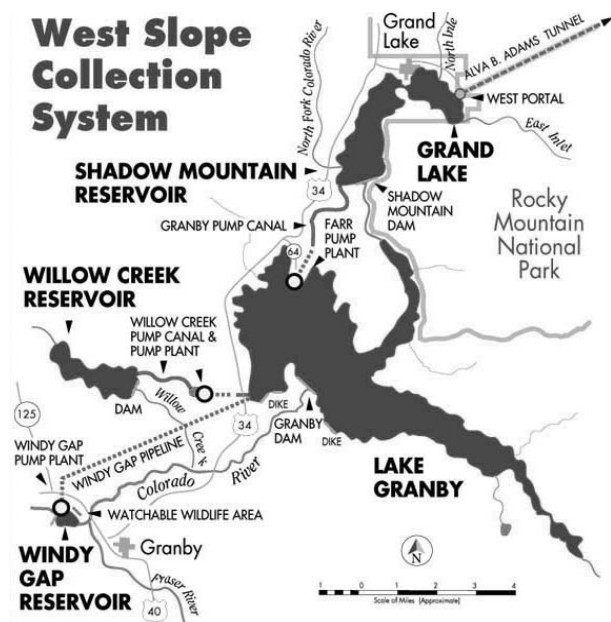 West Slope
Collection
System
Grand
Lake
North Inle
ALVA B. ADAMS TUNNEL
WEST PORTAL
East Inlet
North Fork Colorado River
GRAND
LAKE
SHADOW MOUNTAIN
RESERVOIR
34
SHADOW
MOUNTAIN
DAM
GRANBY PUMP CANAL
FARR
PUMP
PLANT
64
Rocky
Mountain
National
Park
WILLOW CREEK
RESERVOIR
WILLOW CREEK
PUMP CANAL &
PUMP PLANT
DAM
Willow
Creek
DIKE
34
GRANBY
DAM
DIKE
125
WINDY GAP
PUMP PLANT
WINDY GAP PIPELINE
Colorado
River
LAKE
GRANBY
WATCHABLE WILDLIFE AREA
WINDY
GAP
RESERVOIR
Granby
Fraser River
40
N
1 0 1 2 3 4
Scale of Miles (Approximate)